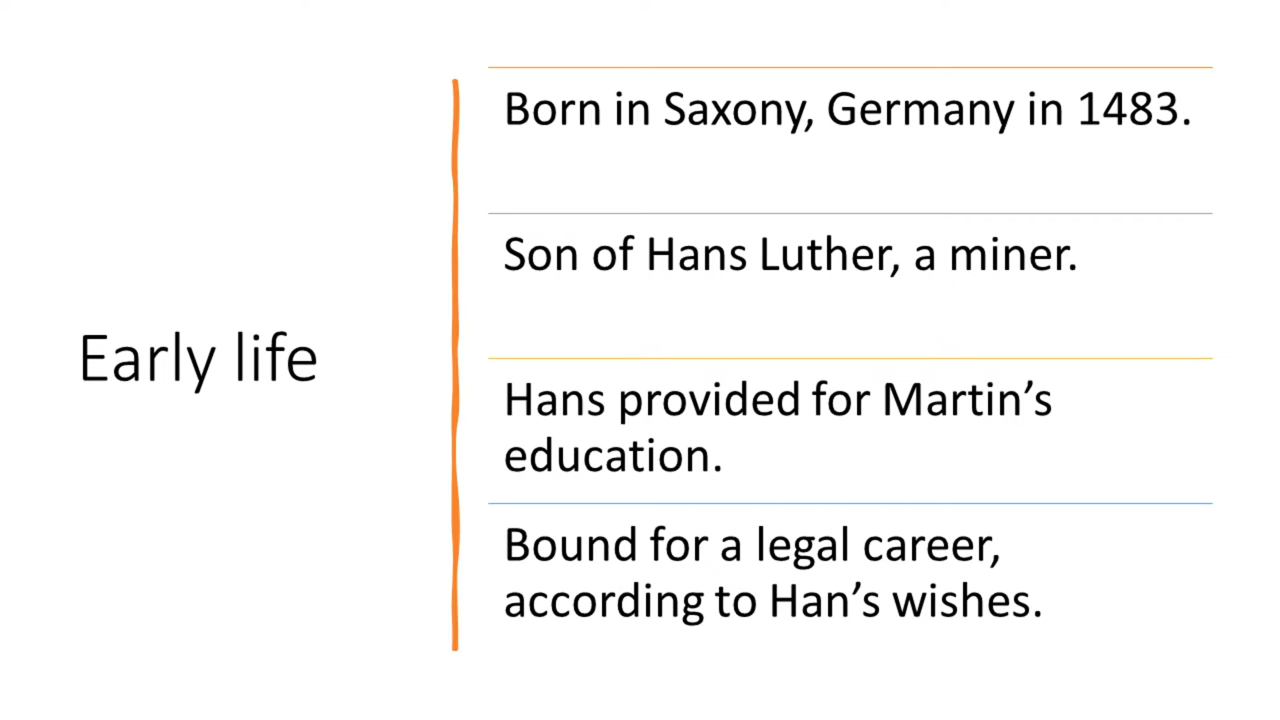 Early life
Born in Saxony, Germany in 1483.
Son of Hans Luther, a miner.
Hans provided for Martin’s
education.
Bound for a legal career,
according to Han’s wishes.